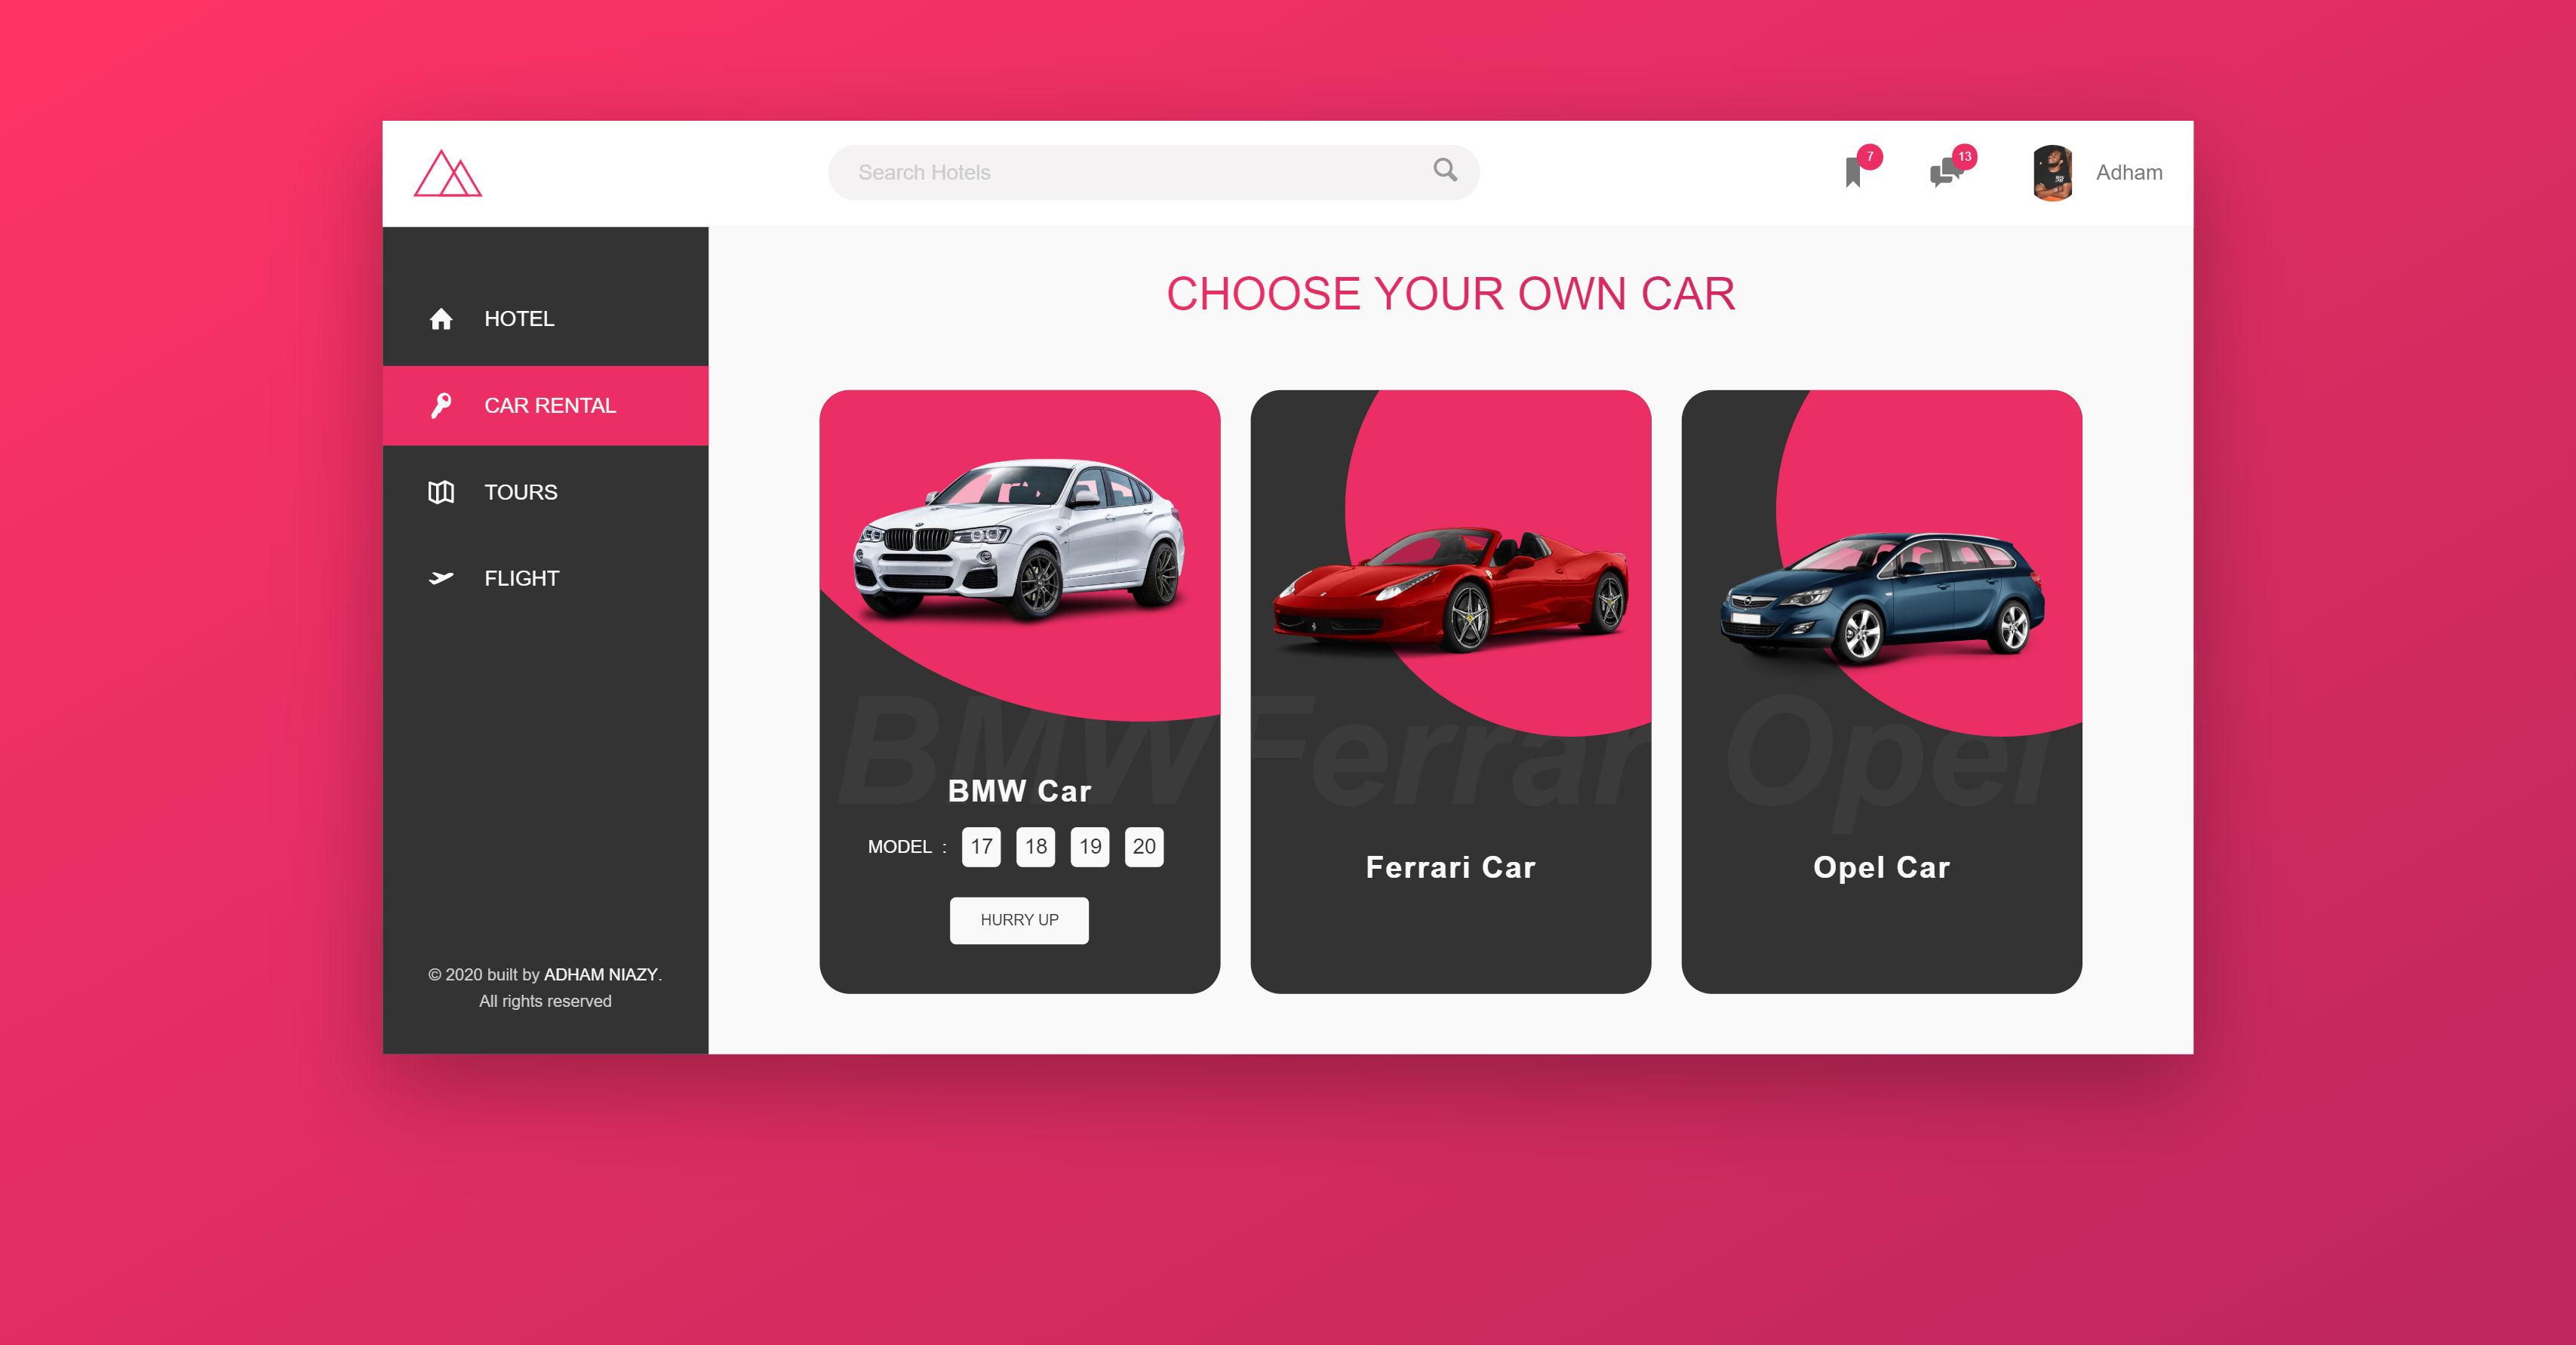 Search Hotels
7
13
Adham
HOTEL
CAR RENTAL
TOURS
FLIGHT
© 2020 built by ADHAM NIAZY.
All rights reserved
CHOOSE YOUR OWN CAR
BMW
BMW Car
MODEL :
17
18
19
20
HURRY UP
Ferrari
Ferrari Car
Opel
Opel Car